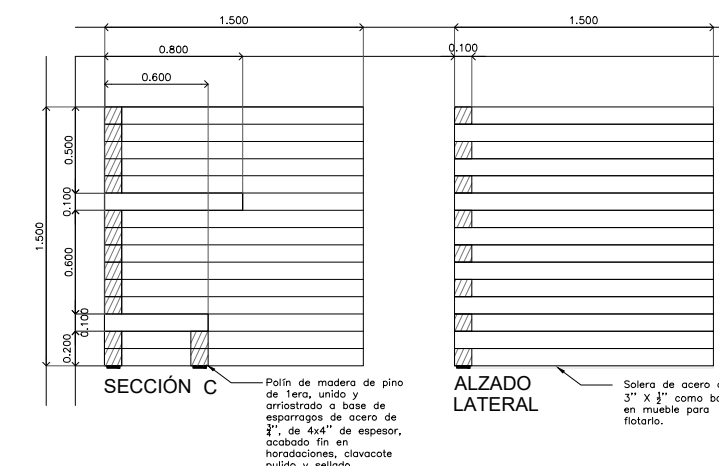 1.500
1.500
0.800
0.100
0.600
0.500
0.100
1.500
0.600
0.100
0.200
SECCIÓN C
Polín de madera de pino
de 1era, unido y
arriostrado a base de
esparragos de acero de
3/4", de 4x4" de espesor,
acabado fin en
horadaciones, clavacote
pulido y sellado
ALZADO
LATERAL
Solera de acero
3" X 1/2" como
en mueble para
flotarlo.